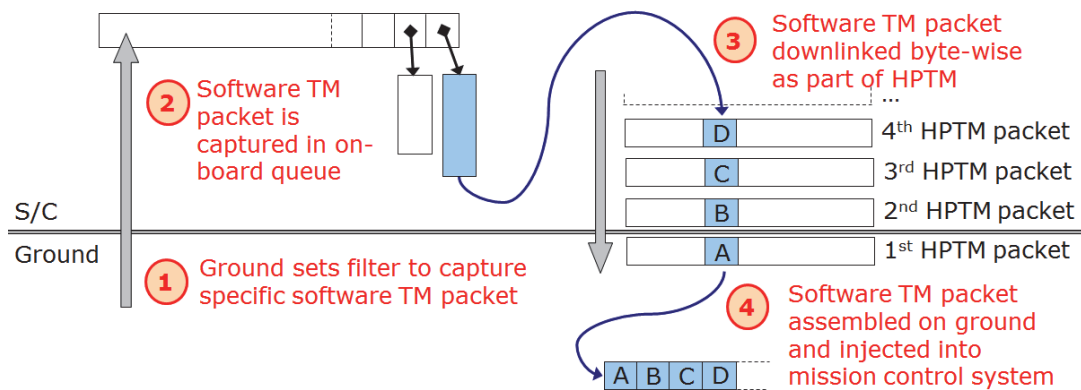 3
Software TM packet
downlinked byte-wise
as part of HPTM
2
Software TM
packet is
captured in on-
board queue
...
D
4th HPTM packet
C
3rd HPTM packet
B
2nd HPTM packet
S/C
Ground
A
1st HPTM packet
1
Ground sets filter to capture
specific software TM packet
4
Software TM packet
assembled on ground
and injected into
mission control system
A B C D